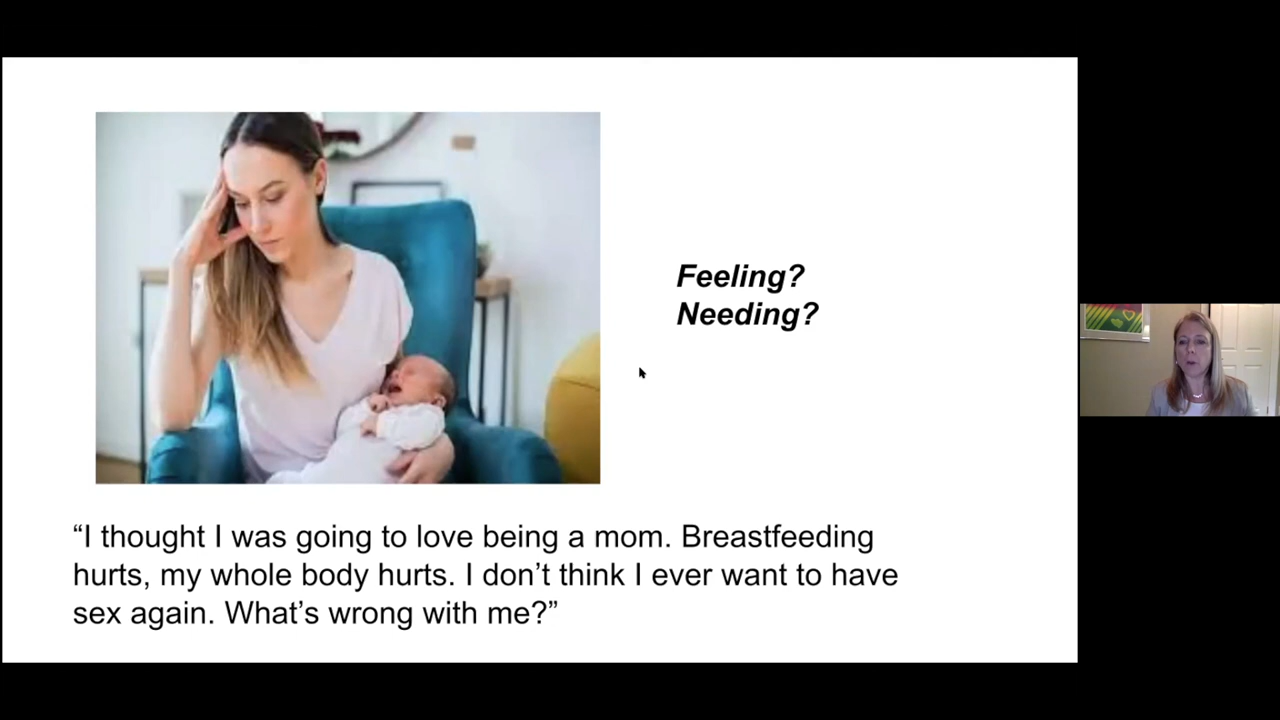 Feeling?
Needing?
“I thought I was going to love being a mom. Breastfeeding
hurts, my whole body hurts. I don’t think I ever want to have
sex again. What’s wrong with me?”